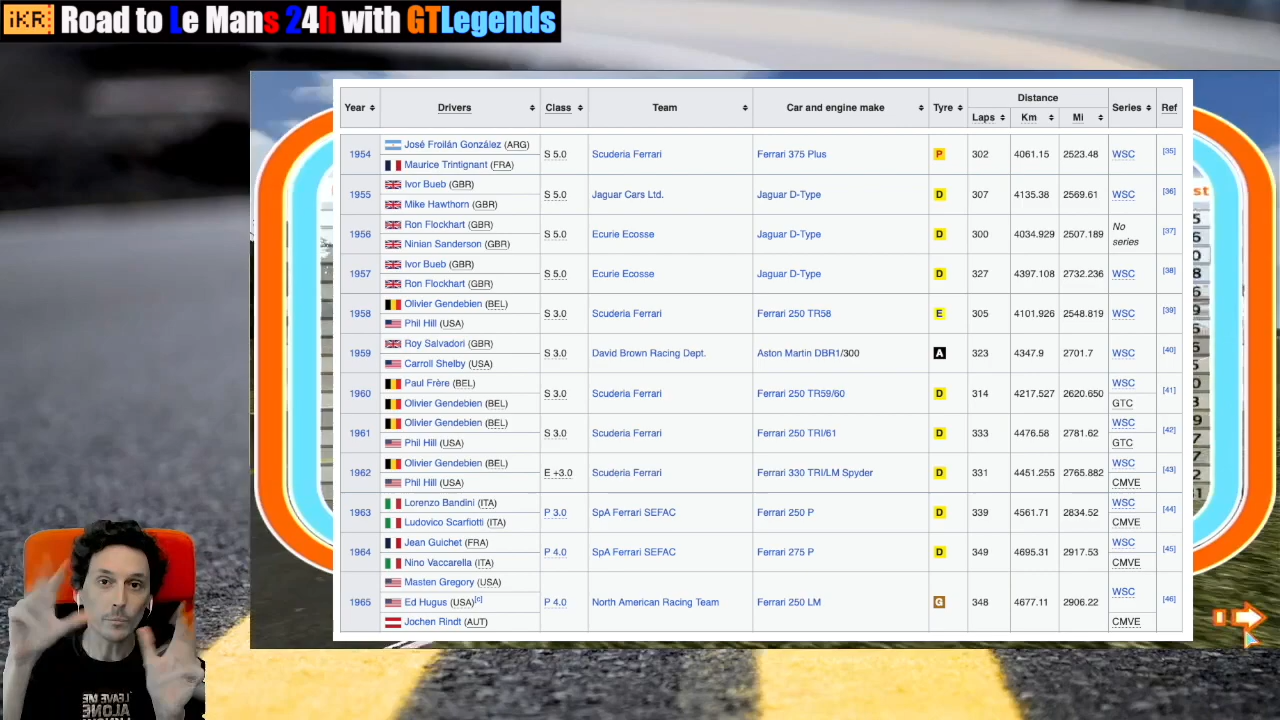 iKR Road to Le Mans 24h with GTLegends
Year Drivers Class Team Car and engine make Tyre Distance Series Ref
Laps Km Mi
1954 José Froilán González (ARG) Maurice Trintignant (FRA) S 5.0 Scuderia Ferrari Ferrari 375 Plus P 302 4061.15 2523.48 WSC [35]
1955 Ivor Bueb (GBR) Mike Hawthorn (GBR) S 5.0 Jaguar Cars Ltd. Jaguar D-Type D 307 4135.38 2569.61 WSC [36]
1956 Ron Flockhart (GBR) Ninian Sanderson (GBR) S 5.0 Ecurie Ecosse Jaguar D-Type D 300 4034.929 2507.189 No series [37]
1957 Ivor Bueb (GBR) Ron Flockhart (GBR) S 5.0 Ecurie Ecosse Jaguar D-Type D 327 4397.108 2732.236 WSC [38]
1958 Olivier Gendebien (BEL) Phil Hill (USA) S 3.0 Scuderia Ferrari Ferrari 250 TR58 E 305 4101.926 2548.819 WSC [39]
1959 Roy Salvadori (GBR) Carroll Shelby (USA) S 3.0 David Brown Racing Dept. Aston Martin DBR1/300 A 323 4347.9 2701.7 WSC [40]
1960 Paul Frère (BEL) Olivier Gendebien (BEL) S 3.0 Scuderia Ferrari Ferrari 250 TR59/60 D 314 4217.527 2620.650 WSC GTC [41]
1961 Olivier Gendebien (BEL) Phil Hill (USA) S 3.0 Scuderia Ferrari Ferrari 250 TRI/61 D 333 4476.58 2781.62 WSC GTC [42]
1962 Olivier Gendebien (BEL) Phil Hill (USA) E +3.0 Scuderia Ferrari Ferrari 330 TRI/LM Spyder D 331 4451.255 2765.882 WSC CMVE [43]
1963 Lorenzo Bandini (ITA) Ludovico Scarfiotti (ITA) P 3.0 SpA Ferrari SEFAC Ferrari 250 P D 339 4561.71 2834.52 WSC CMVE [44]
1964 Jean Guichet (FRA) Nino Vaccarella (ITA) P 4.0 SpA Ferrari SEFAC Ferrari 275 P D 349 4695.31 2917.53 WSC CMVE [45]
1965 Masten Gregory (USA) Ed Hugus (USA)[c] Jochen Rindt (AUT) P 4.0 North American Racing Team Ferrari 250 LM G 348 4677.11 2906.22 WSC CMVE [46]
LEAVE ME
ALONE